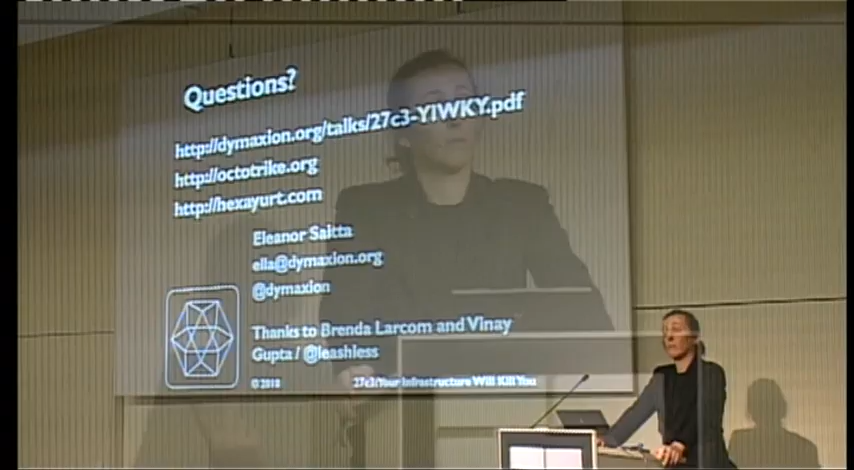 Questions?
http://dymaxion.org/talks/27c3-YIWKY.pdf
http://octotrike.org
http://hexayurt.com
Eleanor Saitta
ella@dymaxion.org
@dymaxion
Thanks to Brenda Larcom and Vinay
Gupta / @leashless
© 2010
27c3: Your Infrastructure Will Kill You